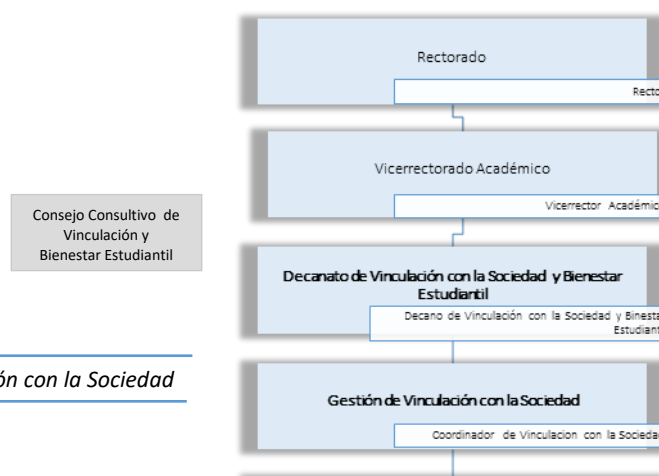 Rectorado
Recto
Vicerrectorado Académico
Vicerrector Académic
Consejo Consultivo de
Vinculación y
Bienestar Estudiantil
Decanato de Vinculación con la Sociedad y Bienestar
Estudiantil
Decano de Vinculación con la Sociedad y Binesta
Estudiant
ón con la Sociedad
Gestión de Vinculación con la Sociedad
Coordinador de Vinculacion con la Sociedad